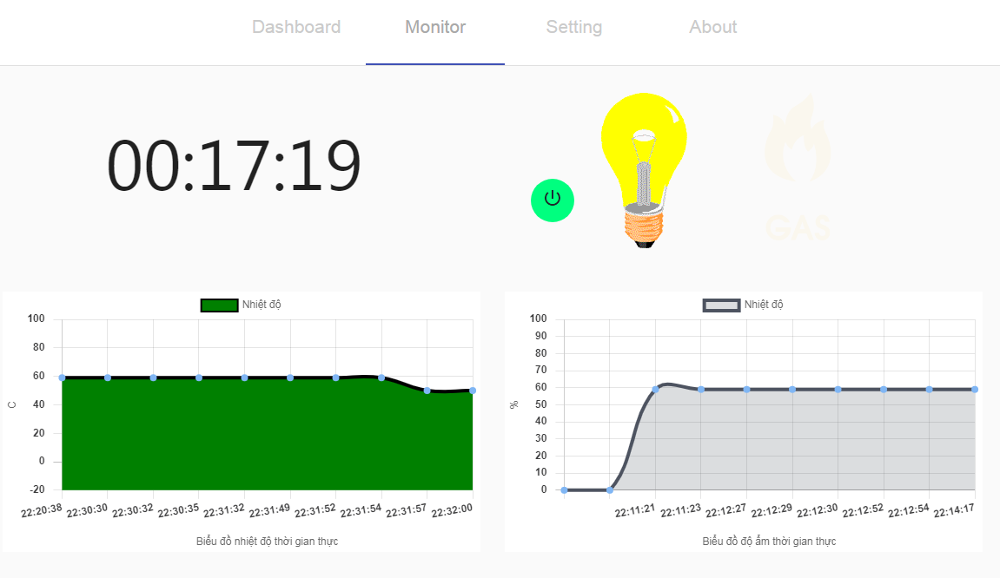 Dashboard Monitor Setting About
00:17:19
GAS
Nhiệt độ
100
80
60
40
20
0
-20
C
22:20:38 22:30:30 22:30:32 22:30:35 22:31:32 22:31:49 22:31:52 22:31:54 22:31:57 22:32:00
Biểu đồ nhiệt độ thời gian thực
Nhiệt độ
100
90
80
70
60
50
40
30
20
10
0
%
22:11:21 22:11:23 22:12:27 22:12:29 22:12:30 22:12:52 22:12:54 22:14:17
Biểu đồ độ ẩm thời gian thực